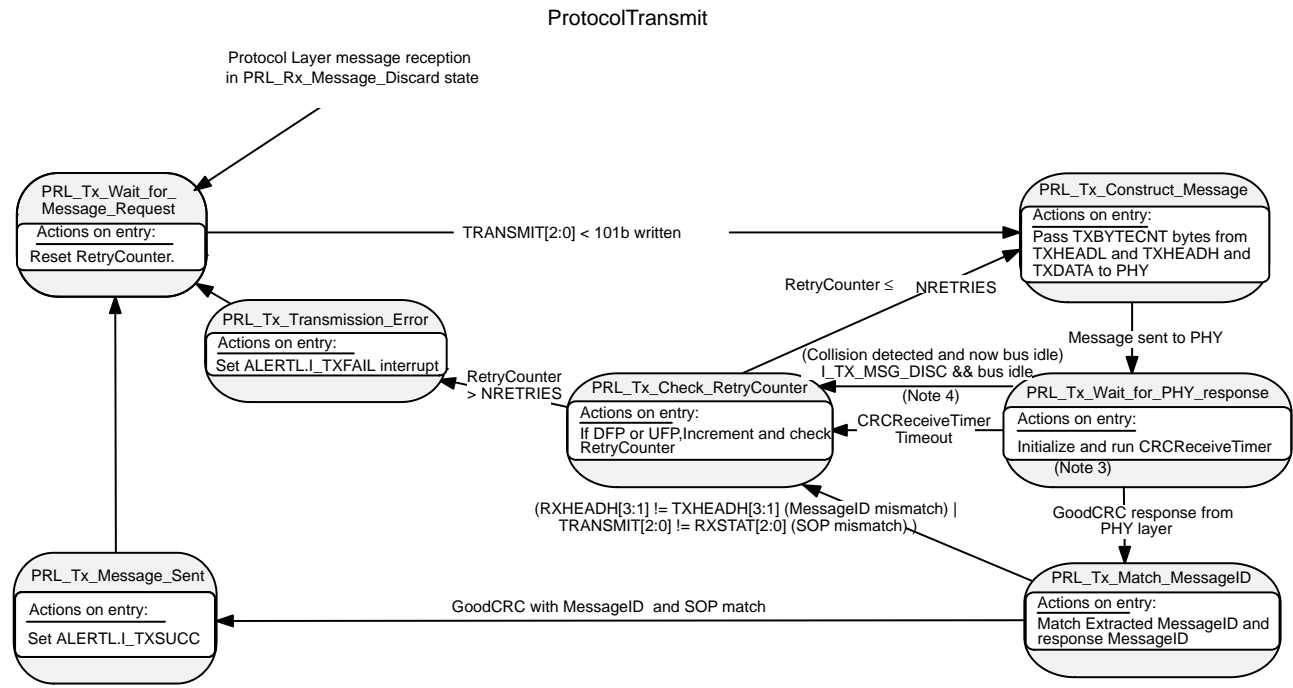 ProtocolTransmit
Protocol Layer message reception
in PRL_Rx_Message_Discard state
PRL_Tx_Wait_for_
Message_Request
Actions on entry:
Reset RetryCounter.
TRANSMIT[2:0] < 101b written
PRL_Tx_Construct_Message
Actions on entry:
Pass TXBYTECNT bytes from
TXHEADL and TXHEADH and
TXDATA to PHY
RetryCounter ≤ NRETRIES
PRL_Tx_Transmission_Error
Actions on entry:
Set ALERTL.I_TXFAIL interrupt
Message sent to PHY
(Collision detected and now bus idle)
I_TX_MSG_DISC && bus idle
(Note 4)
RetryCounter
> NRETRIES
PRL_Tx_Check_RetryCounter
Actions on entry:
If DFP or UFP,Increment and check
RetryCounter
CRCReceiveTimer
Timeout
PRL_Tx_Wait_for_PHY_response
Actions on entry:
Initialize and run CRCReceiveTimer
(Note 3)
(RXHEADH[3:1] != TXHEADH[3:1] (MessageID mismatch) |
TRANSMIT[2:0] != RXSTAT[2:0] (SOP mismatch) )
GoodCRC response from
PHY layer
PRL_Tx_Message_Sent
Actions on entry:
Set ALERTL.I_TXSUCC
GoodCRC with MessageID and SOP match
PRL_Tx_Match_MessageID
Actions on entry:
Match Extracted MessageID and
response MessageID